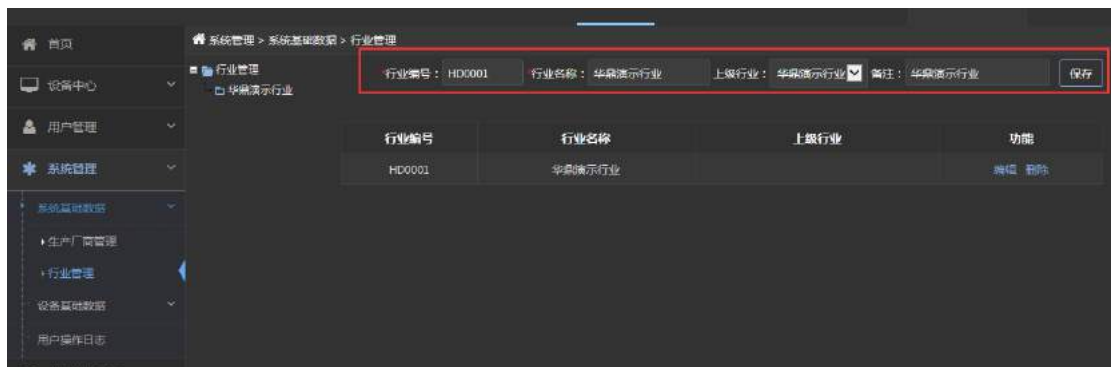 首页
设备中心
用户管理
系统管理
系统基础数据
生产厂商管理
行业管理
设备基础数据
用户操作日志
系统管理 > 系统基础数据 > 行业管理
行业管理
华鼎演示行业
*行业编号： HD0001 *行业名称： 华鼎演示行业 上级行业： 华鼎演示行业 备注： 华鼎演示行业 保存
行业编号 行业名称 上级行业 功能
HD0001 华鼎演示行业 编辑 删除